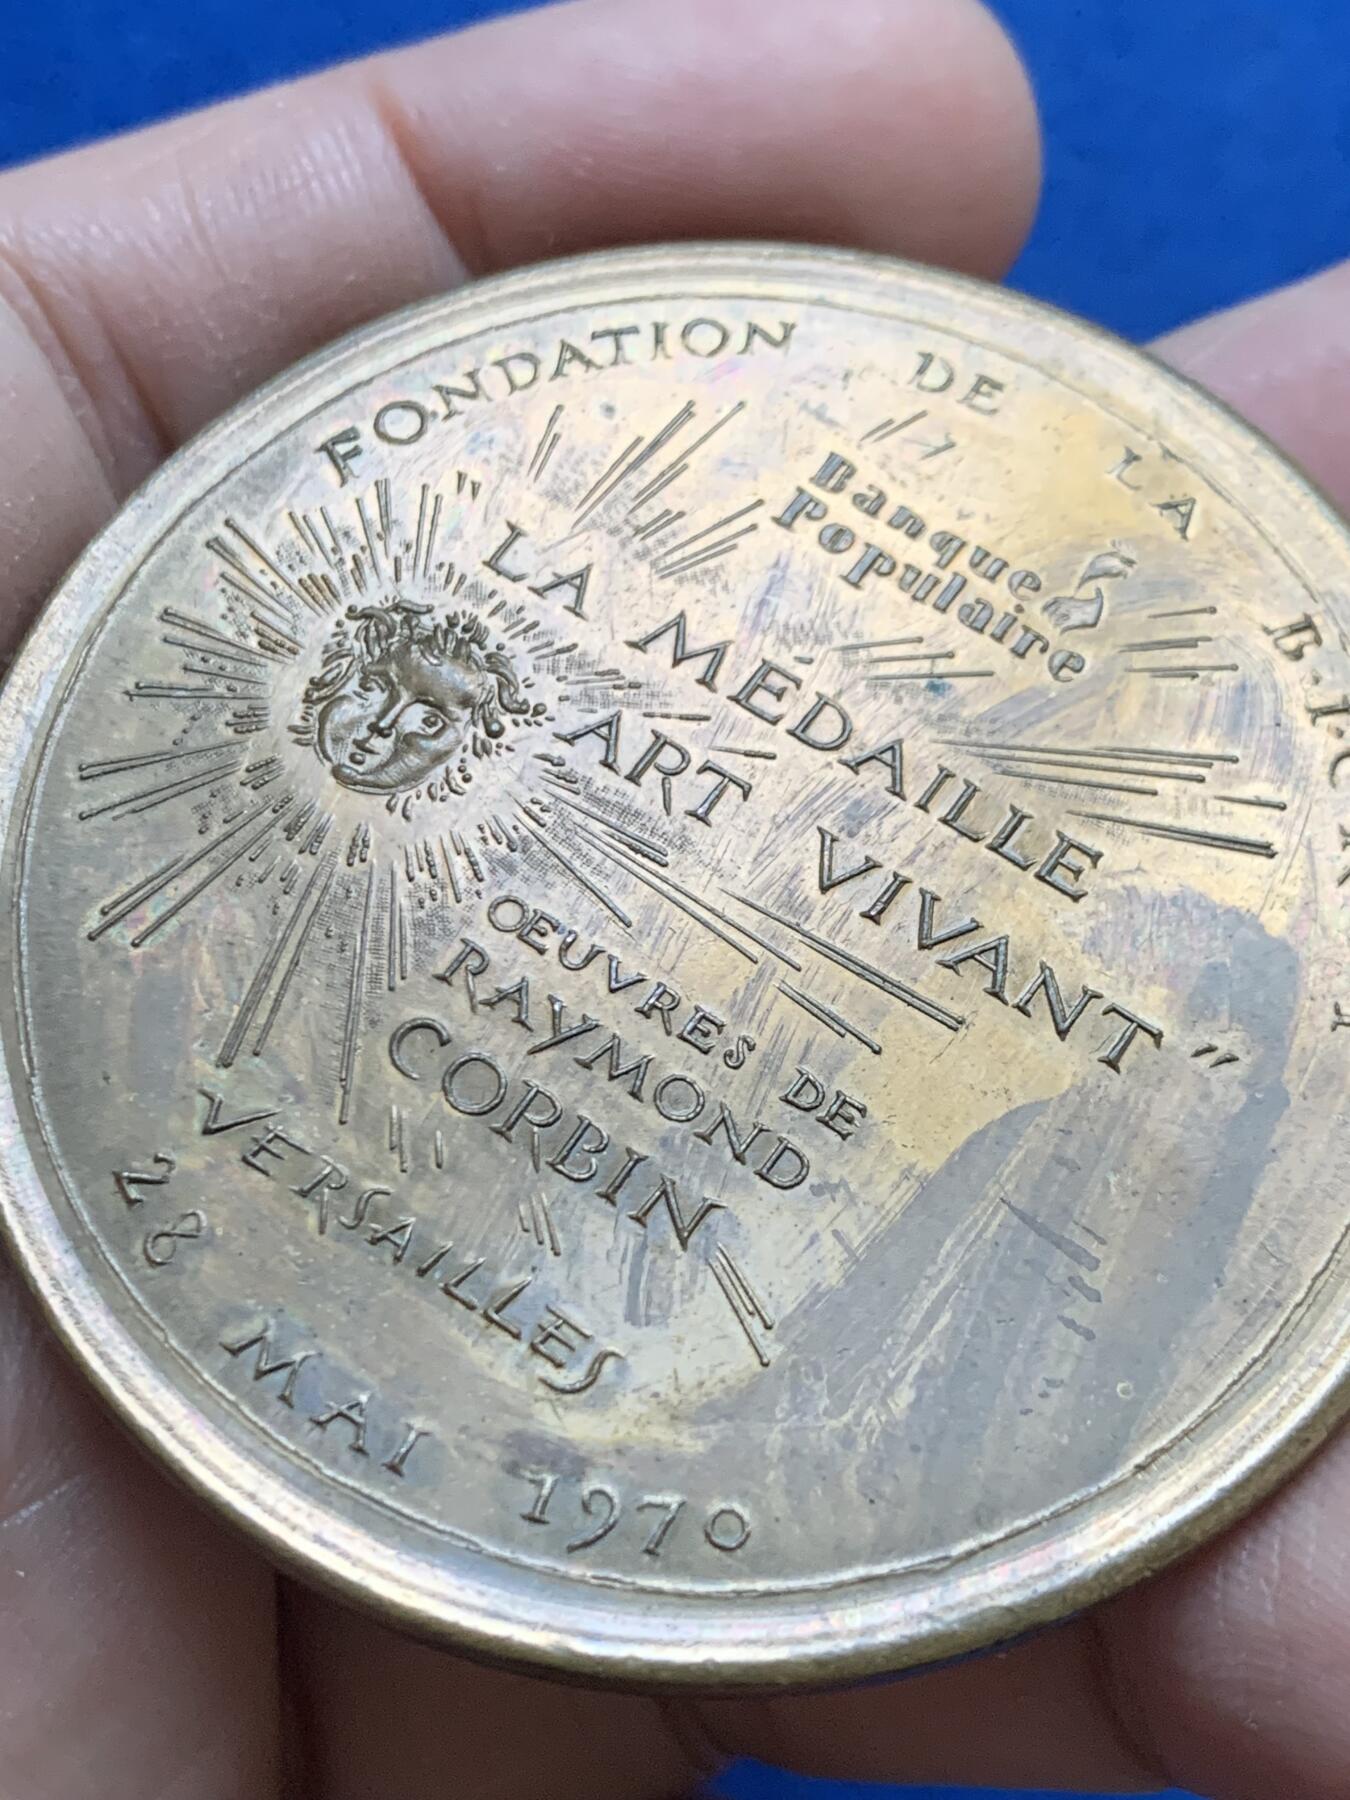 FONDATION DE LA B.I.C
Banque
Populaire
"LA MÉDAILLE
ART VIVANT"
ŒUVRES DE
RAYMOND
CORBIN
VERSAILLES
28 MAI 1970